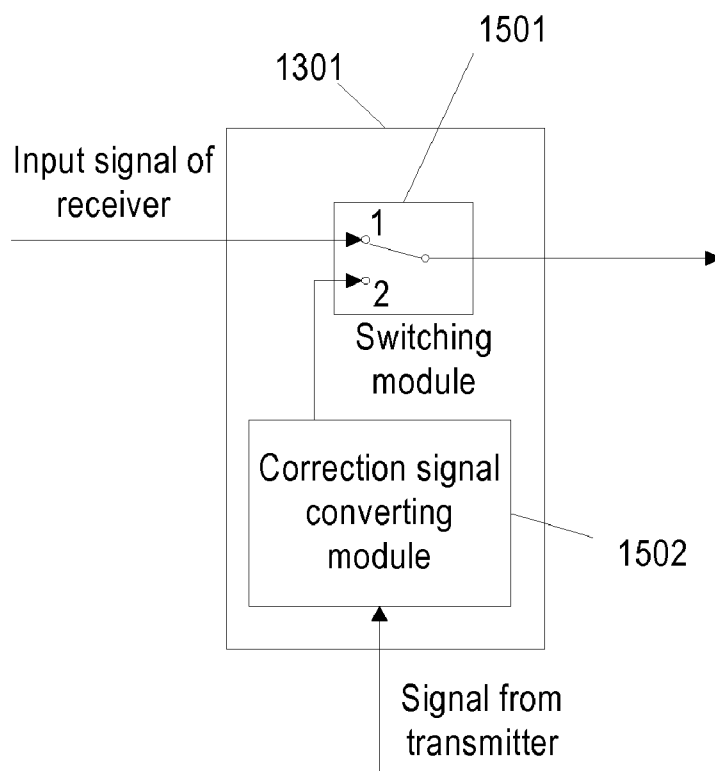 1501
1301
Input signal of
receiver
1
2
Switching
module
Correction signal
converting
module
1502
Signal from
transmitter